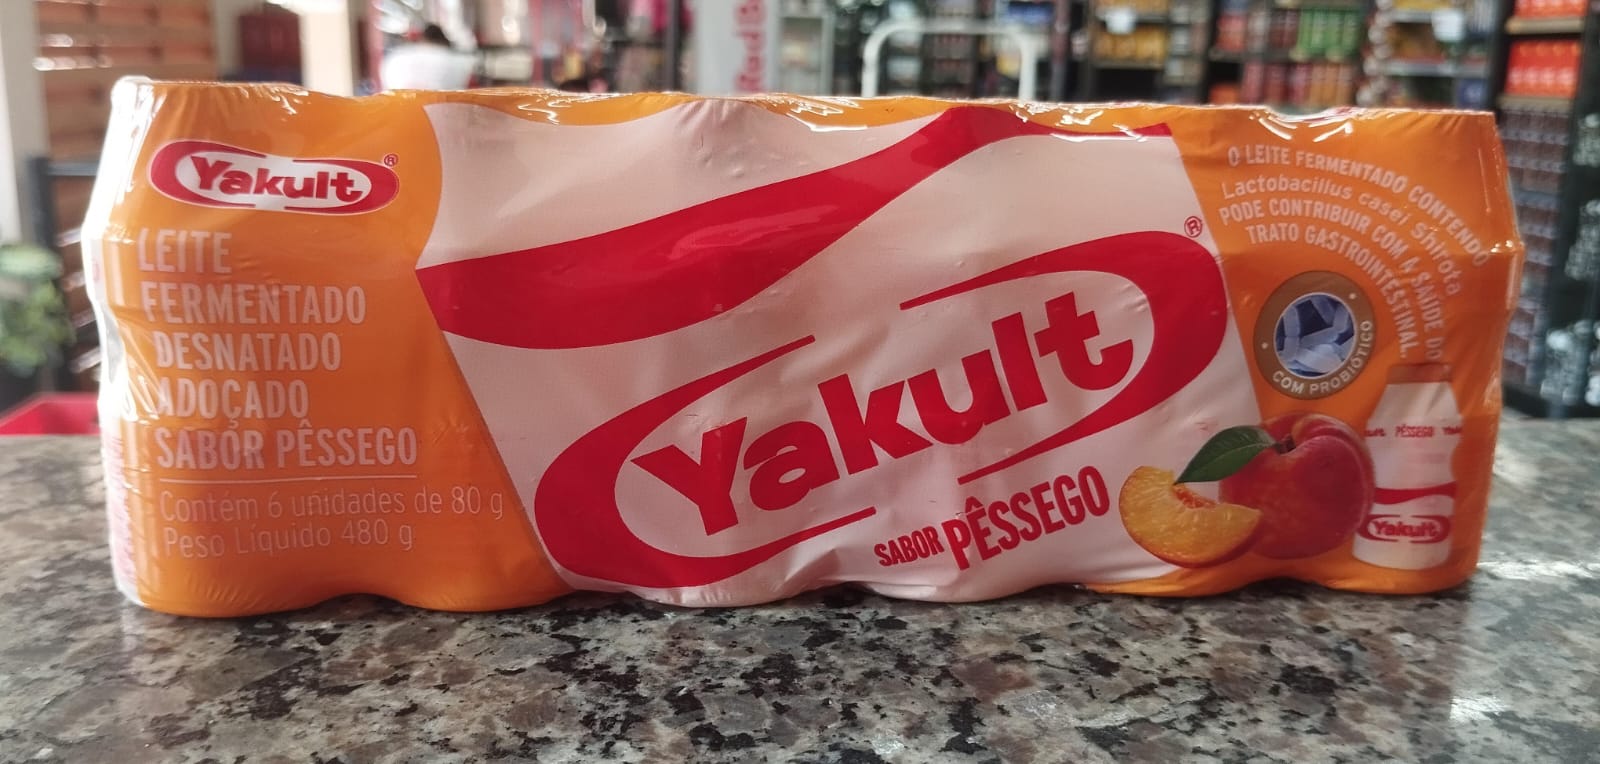 Yakult®
LEITE
FERMENTADO
DESNATADO
ADOÇADO
SABOR PÊSSEGO
Contém 6 unidades de 80 g
Peso Líquido 480 g
Yakult®
SABOR PÊSSEGO
O LEITE FERMENTADO CONTENDO
Lactobacillus casei Shirota
PODE CONTRIBUIR COM A SAÚDE DO
TRATO GASTROINTESTINAL.
COM PROBIÓTICO
PÊSSEGO
Yakult